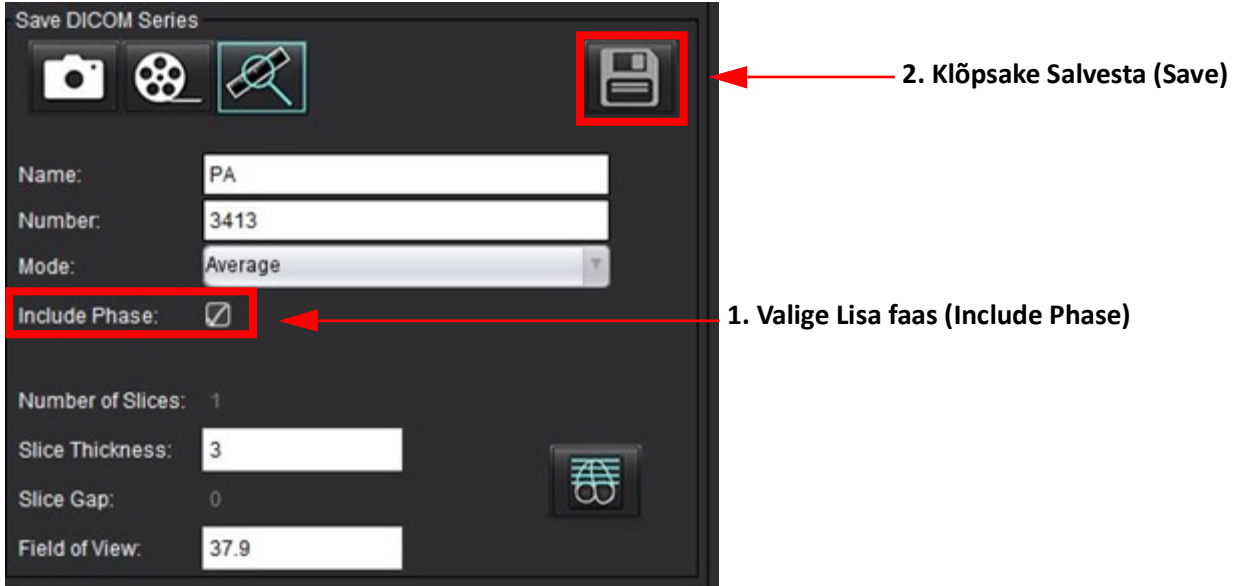 Save DICOM Series
2. Klõpsake Salvesta (Save)
Name: PA
Number: 3413
Mode: Average
Include Phase:
1. Valige Lisa faas (Include Phase)
Number of Slices: 1
Slice Thickness: 3
Slice Gap: 0
Field of View: 37.9